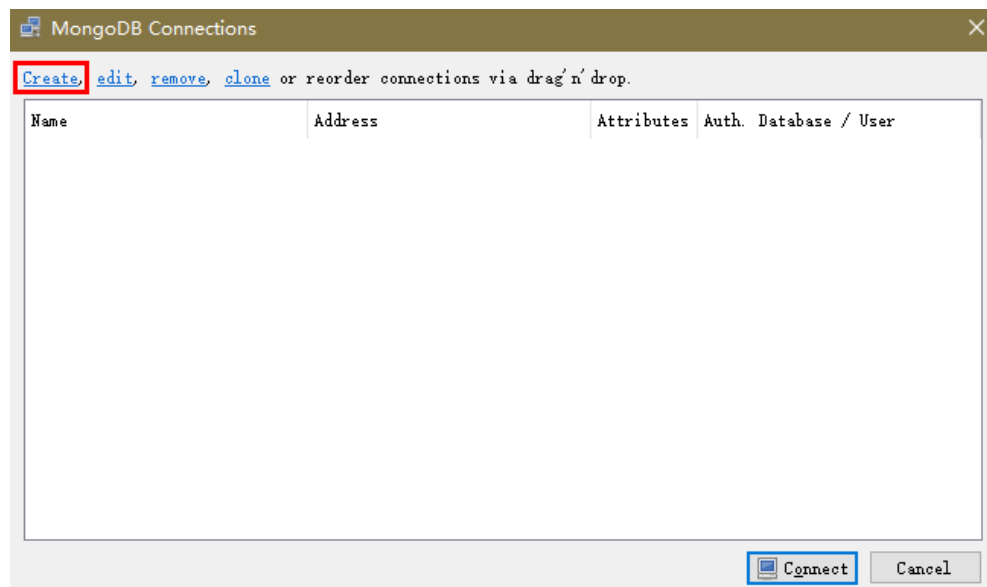 MongoDB Connections
Create, edit, remove, clone or reorder connections via drag'n'drop.
Name Address Attributes Auth. Database / User
Connect Cancel